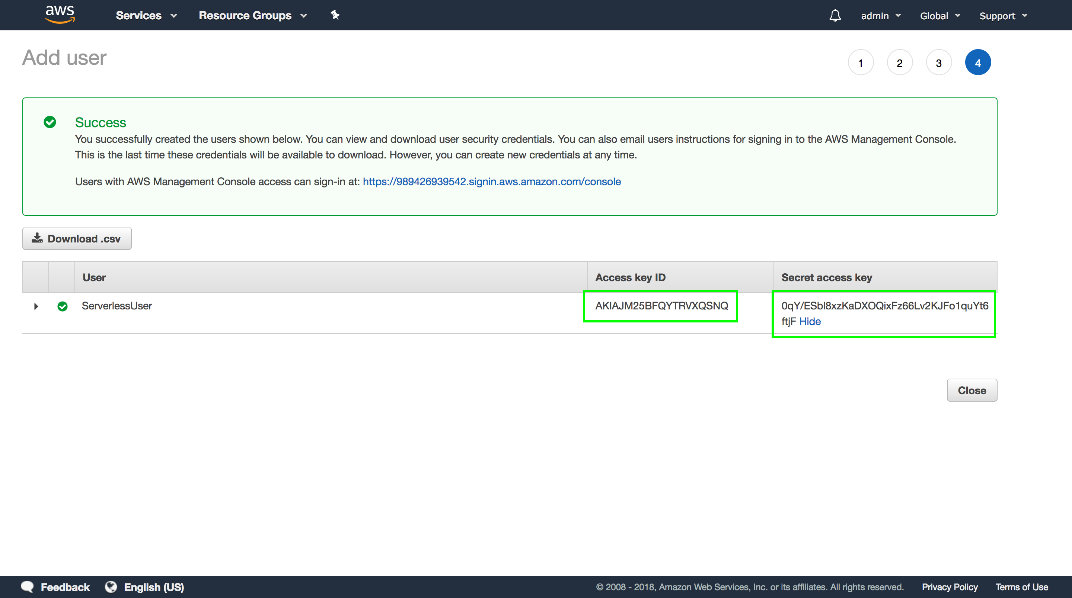 aws
Services
Resource Groups
admin
Global
Support
Add user
1
2
3
4
Success
You successfully created the users shown below. You can view and download user security credentials. You can also email users instructions for signing in to the AWS Management Console.
This is the last time these credentials will be available to download. However, you can create new credentials at any time.
Users with AWS Management Console access can sign-in at: https://989426939542.signin.aws.amazon.com/console
Download .csv
User
Access key ID
Secret access key
ServerlessUser
AKIAJM25BFQYTRVXQSNQ
0qY/ESbl8xzKaDXOQixFz66Lv2KJFo1quYt6
ftjF Hide
Close
Feedback
English (US)
© 2008 - 2018, Amazon Web Services, Inc. or its affiliates. All rights reserved.
Privacy Policy
Terms of Use